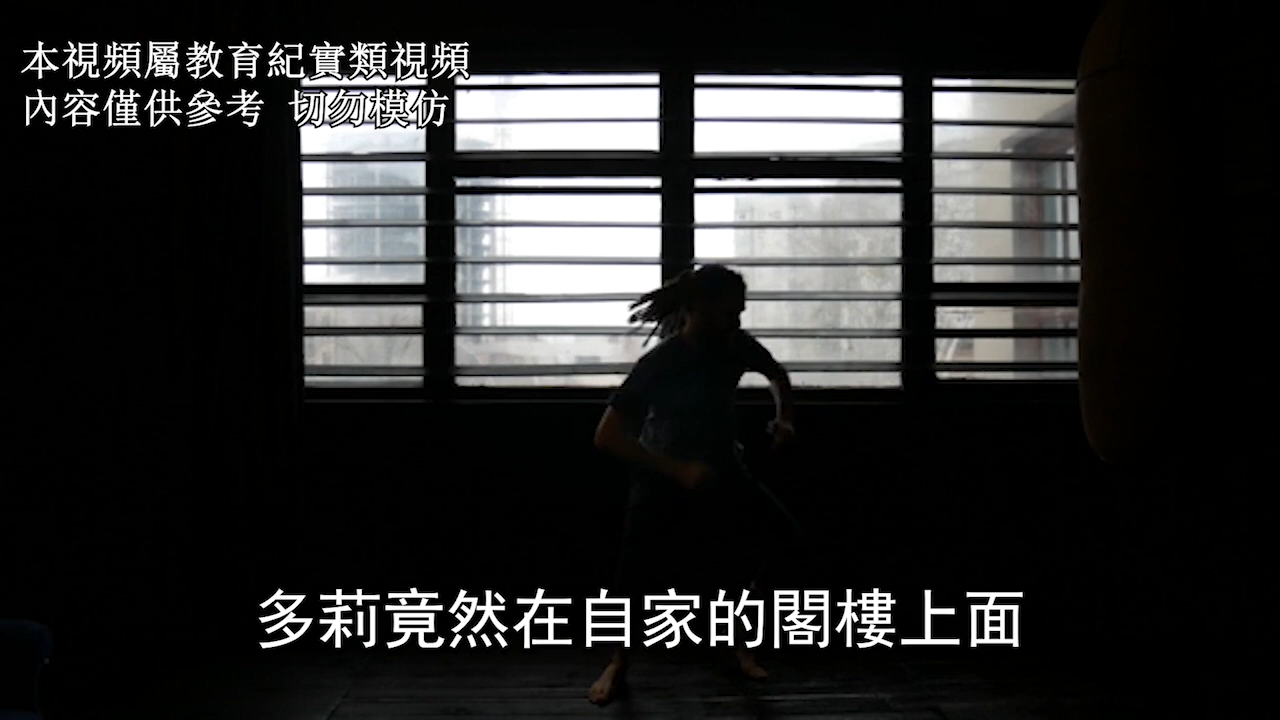 本視頻屬教育紀實類視頻
內容僅供參考 切勿模仿
多莉竟然在自家的閣樓上面